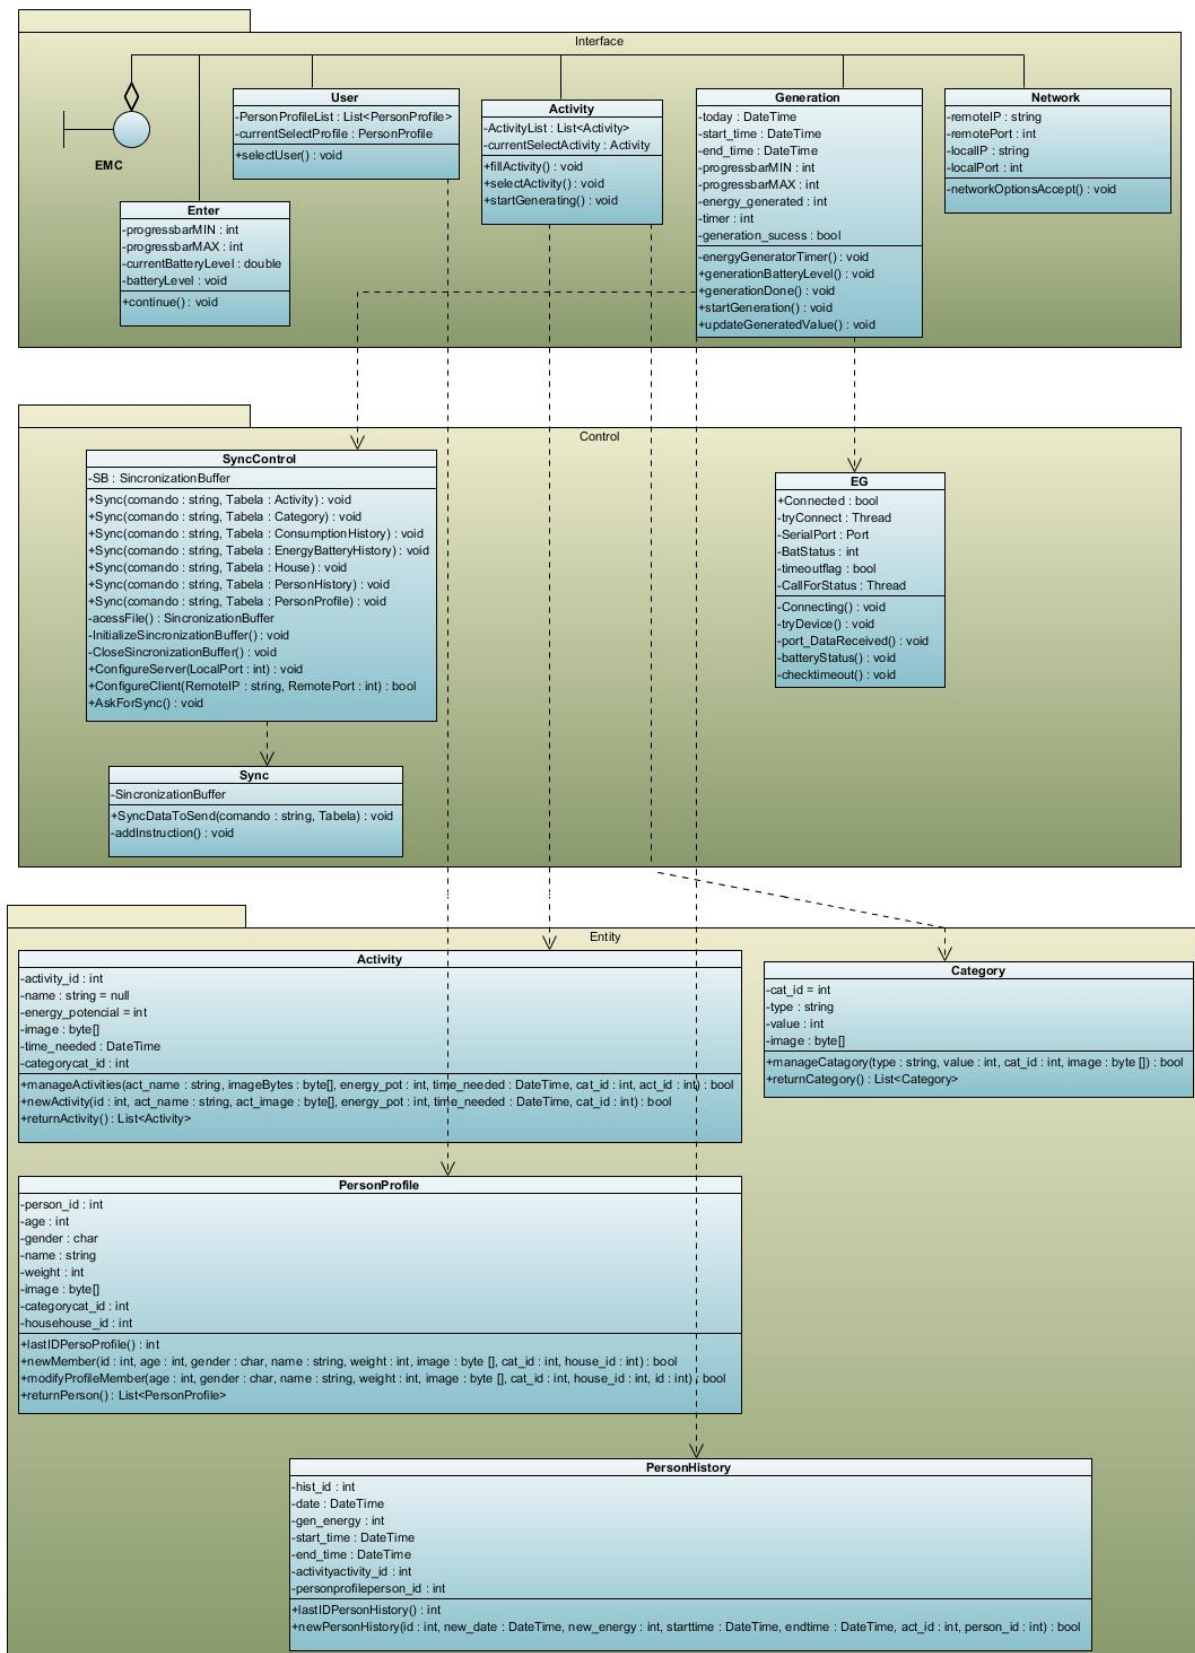 Interface
EMC
User
-PersonProfileList : List<PersonProfile>
-currentSelectProfile : PersonProfile
+selectUser() : void
Activity
-ActivityList : List<Activity>
-currentSelectActivity : Activity
+fillActivity() : void
+selectActivity() : void
+startGenerating() : void
Generation
-today : DateTime
-start_time : DateTime
-end_time : DateTime
-progressbarMIN : int
-progressbarMAX : int
-energy_generated : int
-timer : int
-generation_sucess : bool
-energyGeneratorTimer() : void
+generationBatteryLevel() : void
+generationDone() : void
+startGeneration() : void
+updateGeneratedValue() : void
Network
-remoteIP : string
-remotePort : int
-localIP : string
-localPort : int
-networkOptionsAccept() : void
Enter
-progressbarMIN : int
-progressbarMAX : int
-currentBatteryLevel : double
-batteryLevel : void
+continue() : void
Control
SyncControl
-SB : SincronizationBuffer
+Sync(comando : string, Tabela : Activity) : void
+Sync(comando : string, Tabela : Category) : void
+Sync(comando : string, Tabela : ConsumptionHistory) : void
+Sync(comando : string, Tabela : EnergyBatteryHistory) : void
+Sync(comando : string, Tabela : House) : void
+Sync(comando : string, Tabela : PersonHistory) : void
+Sync(comando : string, Tabela : PersonProfile) : void
-acessFile() : SincronizationBuffer
-InitializeSincronizationBuffer() : void
-CloseSincronizationBuffer() : void
+ConfigureServer(LocalPort : int) : void
+ConfigureClient(RemoteIP : string, RemotePort : int) : bool
+AskForSync() : void
EG
+Connected : bool
-tryConnect : Thread
-SerialPort : Port
-BatStatus : int
-timeoutflag : bool
-CallForStatus : Thread
-Connecting() : void
-tryDevice() : void
-port_DataReceived() : void
-batteryStatus() : void
-checktimeout() : void
Sync
-SincronizationBuffer
+SyncDataToSend(comando : string, Tabela) : void
-addInstruction() : void
Entity
Activity
-activity_id : int
-name : string = null
-energy_potencial = int
-image : byte[]
-time_needed : DateTime
-categorycat_id : int
+manageActivities(act_name : string, imageBytes : byte[], energy_pot : int, time_needed : DateTime, cat_id : int, act_id : int) : bool
+newActivity(id : int, act_name : string, act_image : byte[], energy_pot : int, time_needed : DateTime, cat_id : int) : bool
+returnActivity() : List<Activity>
Category
-cat_id = int
-type : string
-value : int
-image : byte[]
+manageCatagory(type : string, value : int, cat_id : int, image : byte []) : bool
+returnCategory() : List<Category>
PersonProfile
-person_id : int
-age : int
-gender : char
-name : string
-weight : int
-image : byte[]
-categorycat_id : int
-househouse_id : int
+lastIDPersoProfile() : int
+newMember(id : int, age : int, gender : char, name : string, weight : int, image : byte [], cat_id : int, house_id : int) : bool
+modifyProfileMember(age : int, gender : char, name : string, weight : int, image : byte [], cat_id : int, house_id : int, id : int) : bool
+returnPerson() : List<PersonProfile>
PersonHistory
-hist_id : int
-date : DateTime
-gen_energy : int
-start_time : DateTime
-end_time : DateTime
-activityactivity_id : int
-personprofileperson_id : int
+lastIDPersonHistory() : int
+newPersonHistory(id : int, new_date : DateTime, new_energy : int, starttime : DateTime, endtime : DateTime, act_id : int, person_id : int) : bool